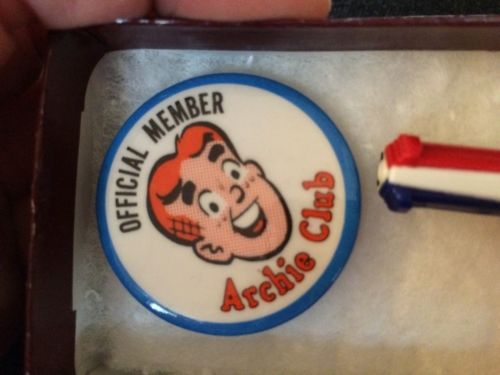 OFFICIAL MEMBER
Archie Club